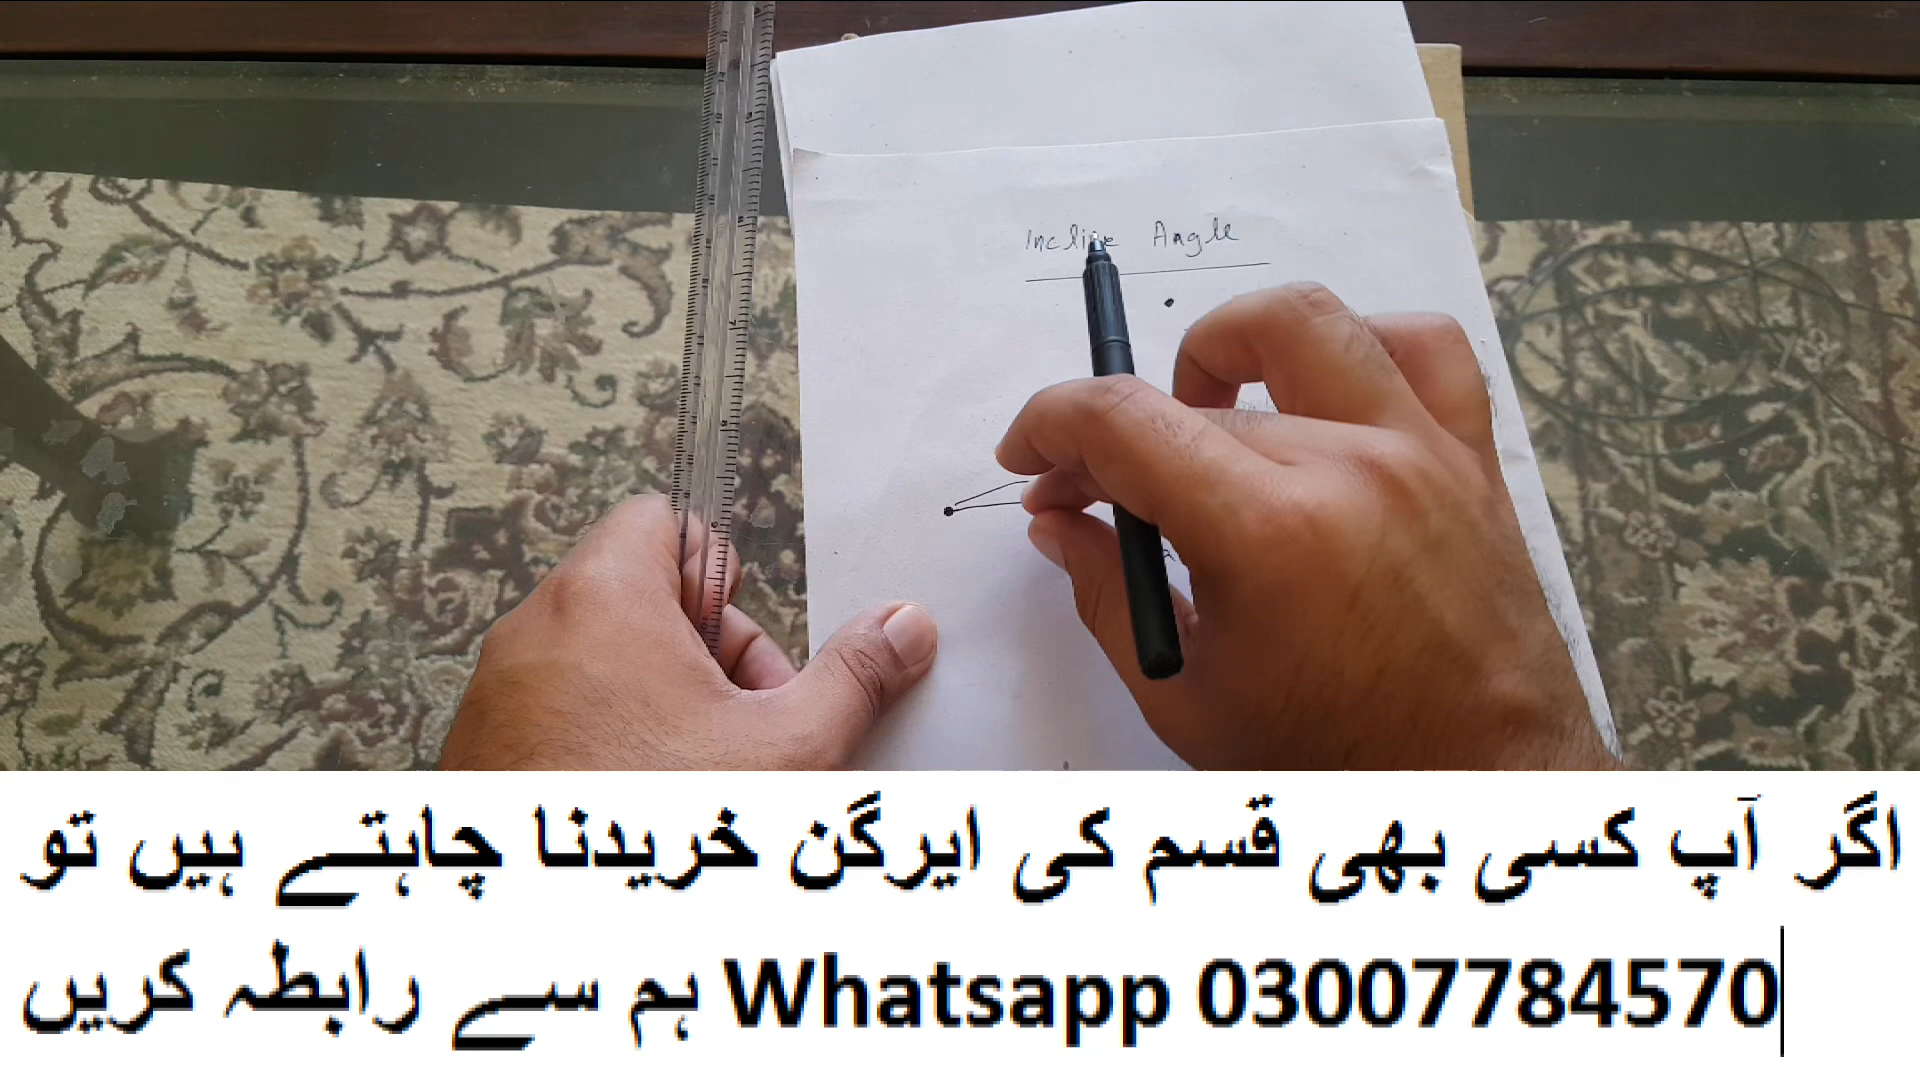 Incline Angle
اگر آپ کسی بھی قسم کی ایرگن خریدنا چاہتے ہیں تو
ہم سے رابطہ کریں Whatsapp 03007784570